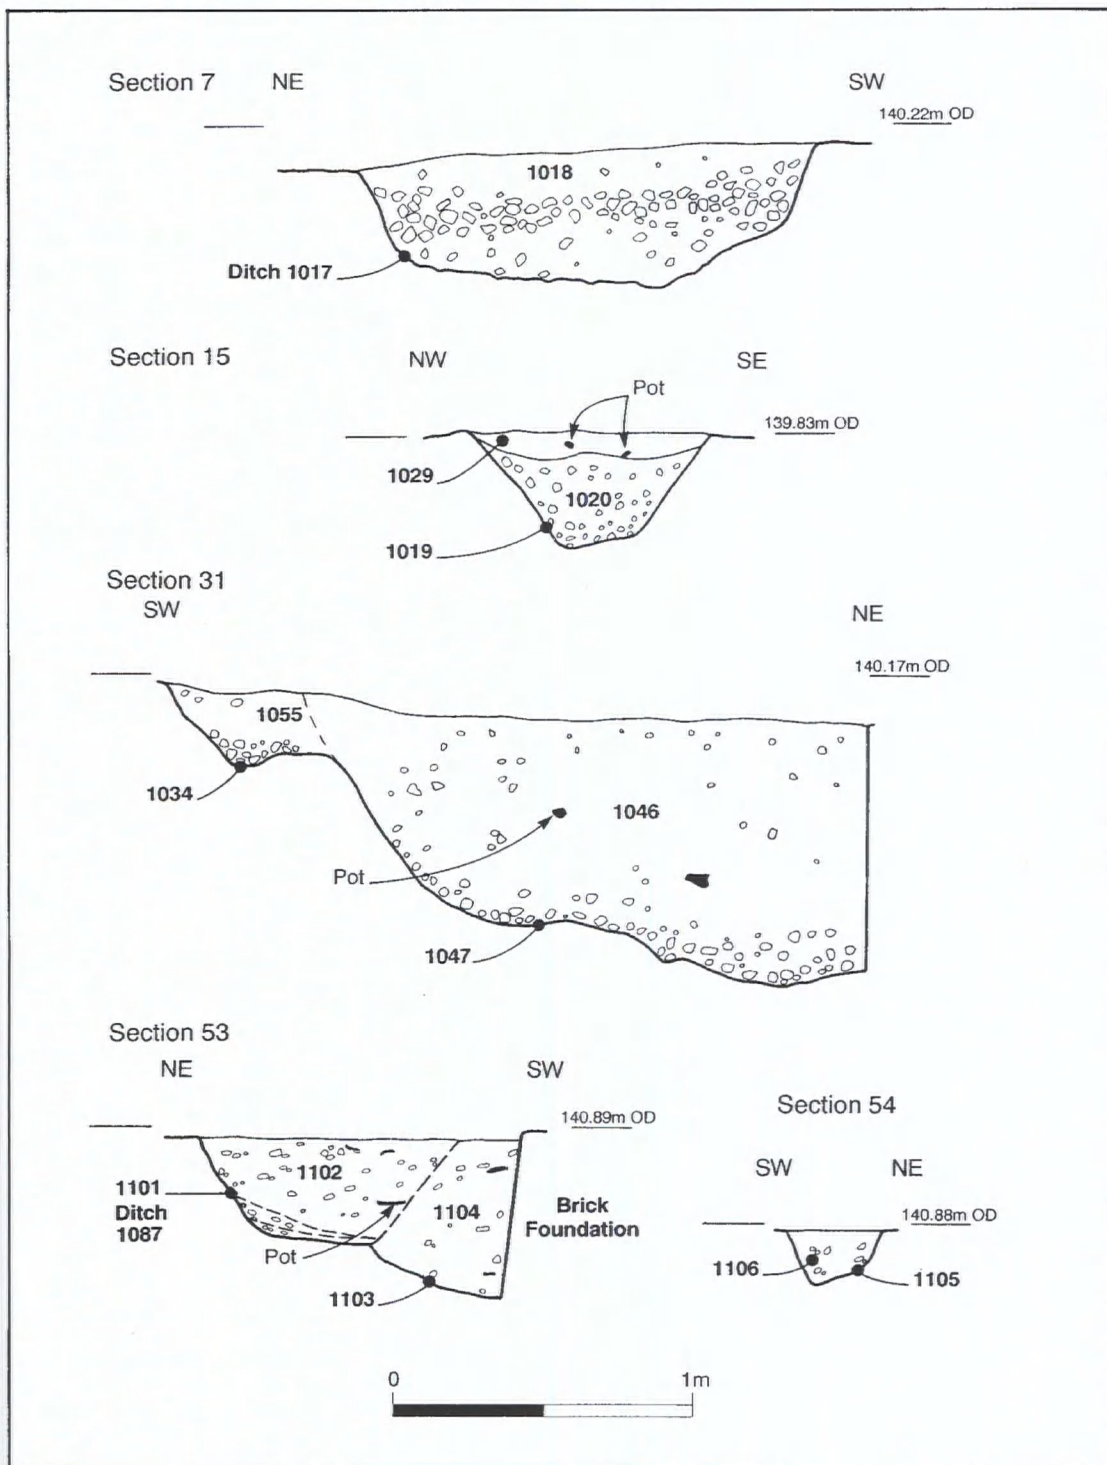 Section 7 NE SW
140.22m OD
1018
Ditch 1017
Section 15 NW SE
Pot
139.83m OD
1029
1020
1019
Section 31
SW NE
140.17m OD
1055
1034
1046
Pot
1047
Section 53
NE SW
140.89m OD
1102
1101
Ditch
1087
1104
Brick
Foundation
Pot
1103
Section 54
SW NE
140.88m OD
1106
1105
0 1m